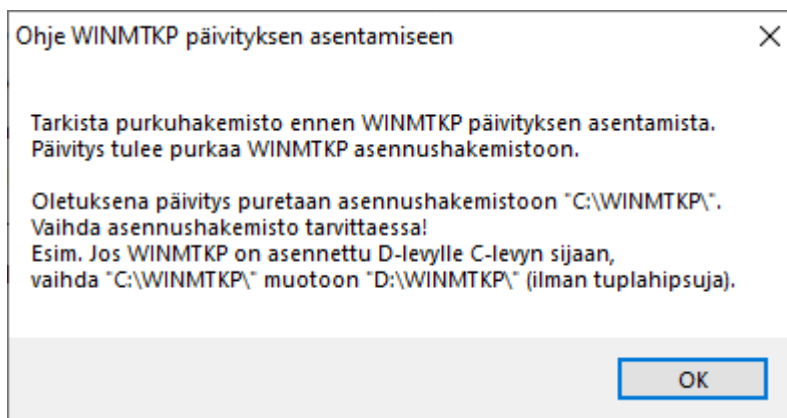 Ohje WINMTKP päivityksen asentamiseen
Tarkista purkuhakemisto ennen WINMTKP päivityksen asentamista.
Päivitys tulee purkaa WINMTKP asennushakemistoon.
Oletuksena päivitys puretaan asennushakemistoon "C:\WINMTKP\".
Vaihda asennushakemisto tarvittaessa!
Esim. Jos WINMTKP on asennettu D-levylle C-levyn sijaan,
vaihda "C:\WINMTKP\" muotoon "D:\WINMTKP\" (ilman tuplahipsuja).
OK